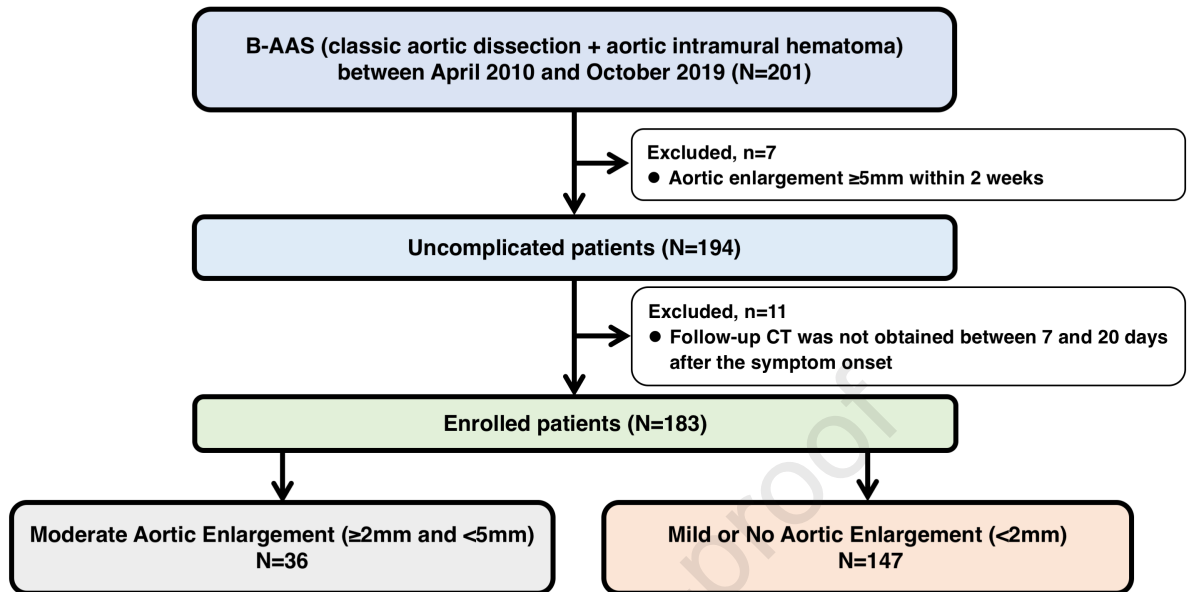 B-AAS (classic aortic dissection + aortic intramural hematoma)
between April 2010 and October 2019 (N=201)
Excluded, n=7
● Aortic enlargement ≥5mm within 2 weeks
Uncomplicated patients (N=194)
Excluded, n=11
● Follow-up CT was not obtained between 7 and 20 days
after the symptom onset
Enrolled patients (N=183)
Moderate Aortic Enlargement (≥2mm and <5mm)
N=36
Mild or No Aortic Enlargement (<2mm)
N=147
proof